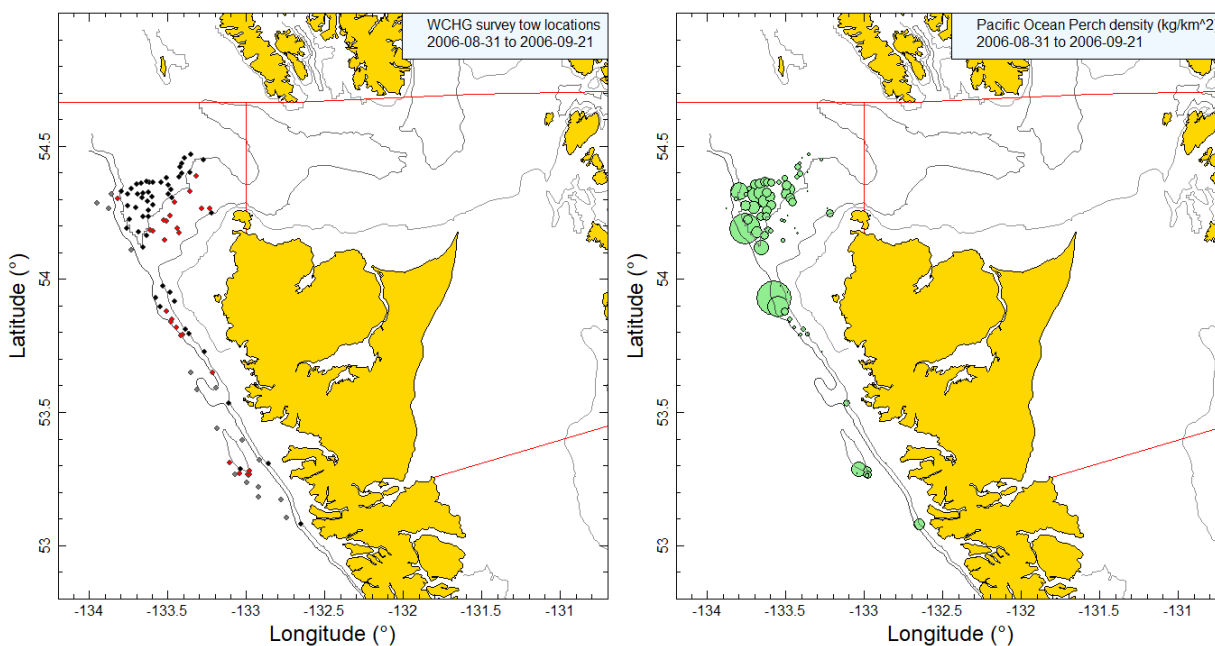 WCHG survey tow locations
2006-08-31 to 2006-09-21
54.5
54
53.5
53
Latitude (°)
-134
-133.5
-133
-132.5
-132
-131.5
-131
Longitude (°)
Pacific Ocean Perch density (kg/km^2
2006-08-31 to 2006-09-21
54.5
54
53.5
53
Latitude (°)
-134
-133.5
-133
-132.5
-132
-131.5
-131
Longitude (°)